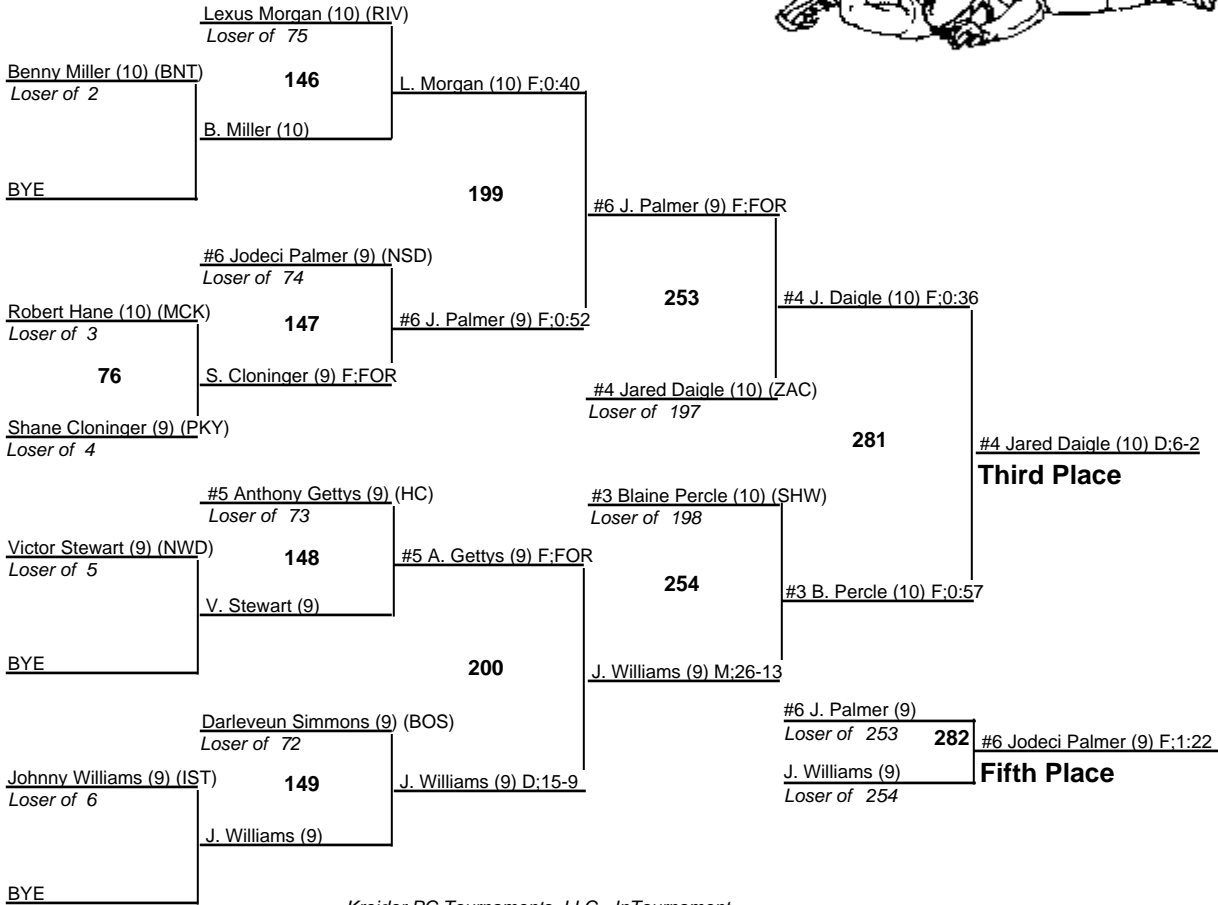 Lexus Morgan (10) (RIV)
Loser of 75
Benny Miller (10) (BNT)
Loser of 2
146
L. Morgan (10) F;0:40
B. Miller (10)
BYE
199
#6 J. Palmer (9) F;FOR
#6 Jodeci Palmer (9) (NSD)
Loser of 74
Robert Hane (10) (MCK)
Loser of 3
147
#6 J. Palmer (9) F;0:52
253
#4 J. Daigle (10) F;0:36
76
S. Cloninger (9) F;FOR
#4 Jared Daigle (10) (ZAC)
Loser of 197
Shane Cloninger (9) (PKY)
Loser of 4
281
#4 Jared Daigle (10) D;6-2
Third Place
#5 Anthony Gettys (9) (HC)
Loser of 73
#3 Blaine Percle (10) (SHW)
Loser of 198
Victor Stewart (9) (NWD)
Loser of 5
148
#5 A. Gettys (9) F;FOR
254
#3 B. Percle (10) F;0:57
V. Stewart (9)
BYE
200
J. Williams (9) M;26-13
Darleveun Simmons (9) (BOS)
Loser of 72
#6 J. Palmer (9)
Loser of 253
282
#6 Jodeci Palmer (9) F;1:22
Fifth Place
Johnny Williams (9) (IST)
Loser of 6
149
J. Williams (9) D;15-9
J. Williams (9)
Loser of 254
J. Williams (9)
BYE